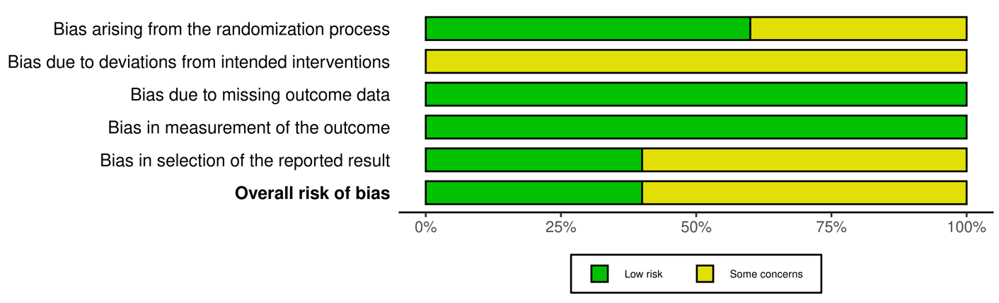 Bias arising from the randomization process
Bias due to deviations from intended interventions
Bias due to missing outcome data
Bias in measurement of the outcome
Bias in selection of the reported result
Overall risk of bias
0% 25% 50% 75% 100%
Low risk Some concerns